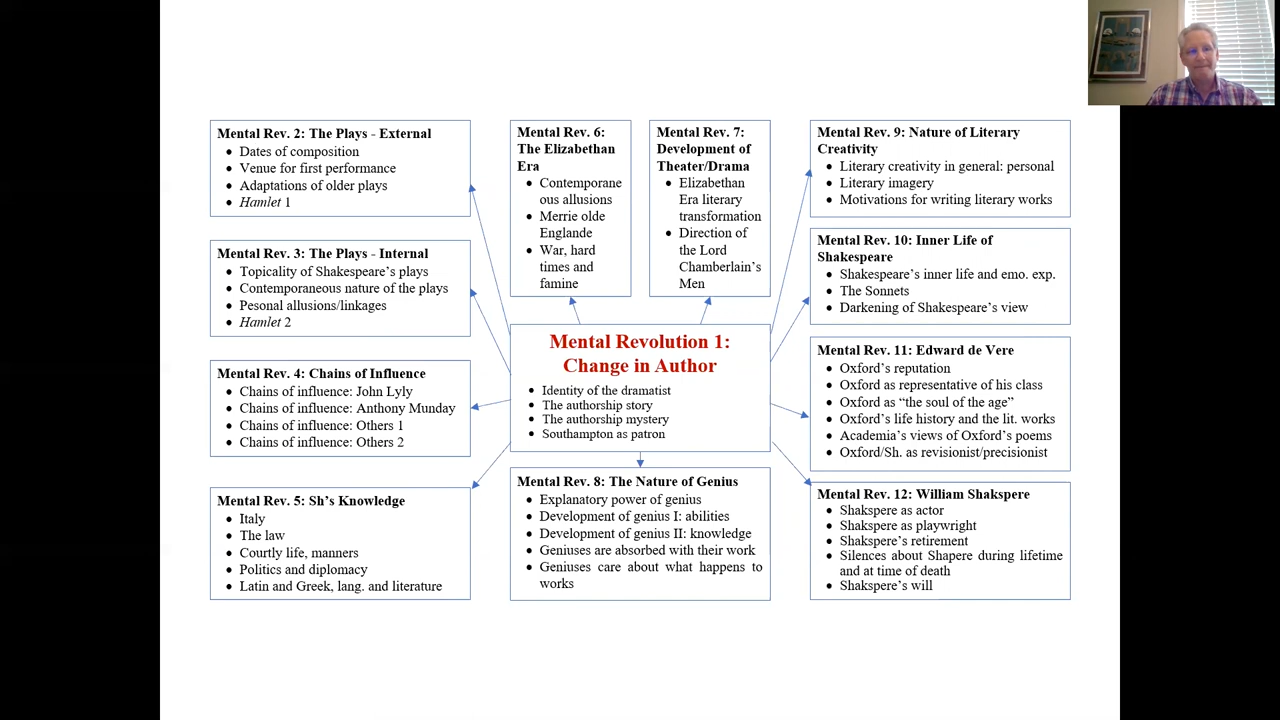 Mental Rev. 2: The Plays - External
• Dates of composition
• Venue for first performance
• Adaptations of older plays
• Hamlet 1
Mental Rev. 3: The Plays - Internal
• Topicality of Shakespeare's plays
• Contemporaneous nature of the plays
• Pesonal allusions/linkages
• Hamlet 2
Mental Rev. 4: Chains of Influence
• Chains of influence: John Lyly
• Chains of influence: Anthony Munday
• Chains of influence: Others 1
• Chains of influence: Others 2
Mental Rev. 5: Sh's Knowledge
• Italy
• The law
• Courtly life, manners
• Politics and diplomacy
• Latin and Greek, lang. and literature
Mental Rev. 6:
The Elizabethan
Era
• Contemporane
ous allusions
• Merrie olde
Englande
• War, hard
times and
famine
Mental Rev. 7:
Development of
Theater/Drama
• Elizabethan
Era literary
transformation
• Direction of
the Lord
Chamberlain's
Men
Mental Revolution 1:
Change in Author
• Identity of the dramatist
• The authorship story
• The authorship mystery
• Southampton as patron
Mental Rev. 8: The Nature of Genius
• Explanatory power of genius
• Development of genius I: abilities
• Development of genius II: knowledge
• Geniuses are absorbed with their work
• Geniuses care about what happens to
works
Mental Rev. 9: Nature of Literary
Creativity
• Literary creativity in general: personal
• Literary imagery
• Motivations for writing literary works
Mental Rev. 10: Inner Life of
Shakespeare
• Shakespeare's inner life and emo. exp.
• The Sonnets
• Darkening of Shakespeare's view
Mental Rev. 11: Edward de Vere
• Oxford's reputation
• Oxford as representative of his class
• Oxford as “the soul of the age”
• Oxford's life history and the lit. works
• Academia's views of Oxford's poems
• Oxford/Sh. as revisionist/precisionist
Mental Rev. 12: William Shakspere
• Shakspere as actor
• Shakspere as playwright
• Shakspere's retirement
• Silences about Shapere during lifetime
and at time of death
• Shakspere's will